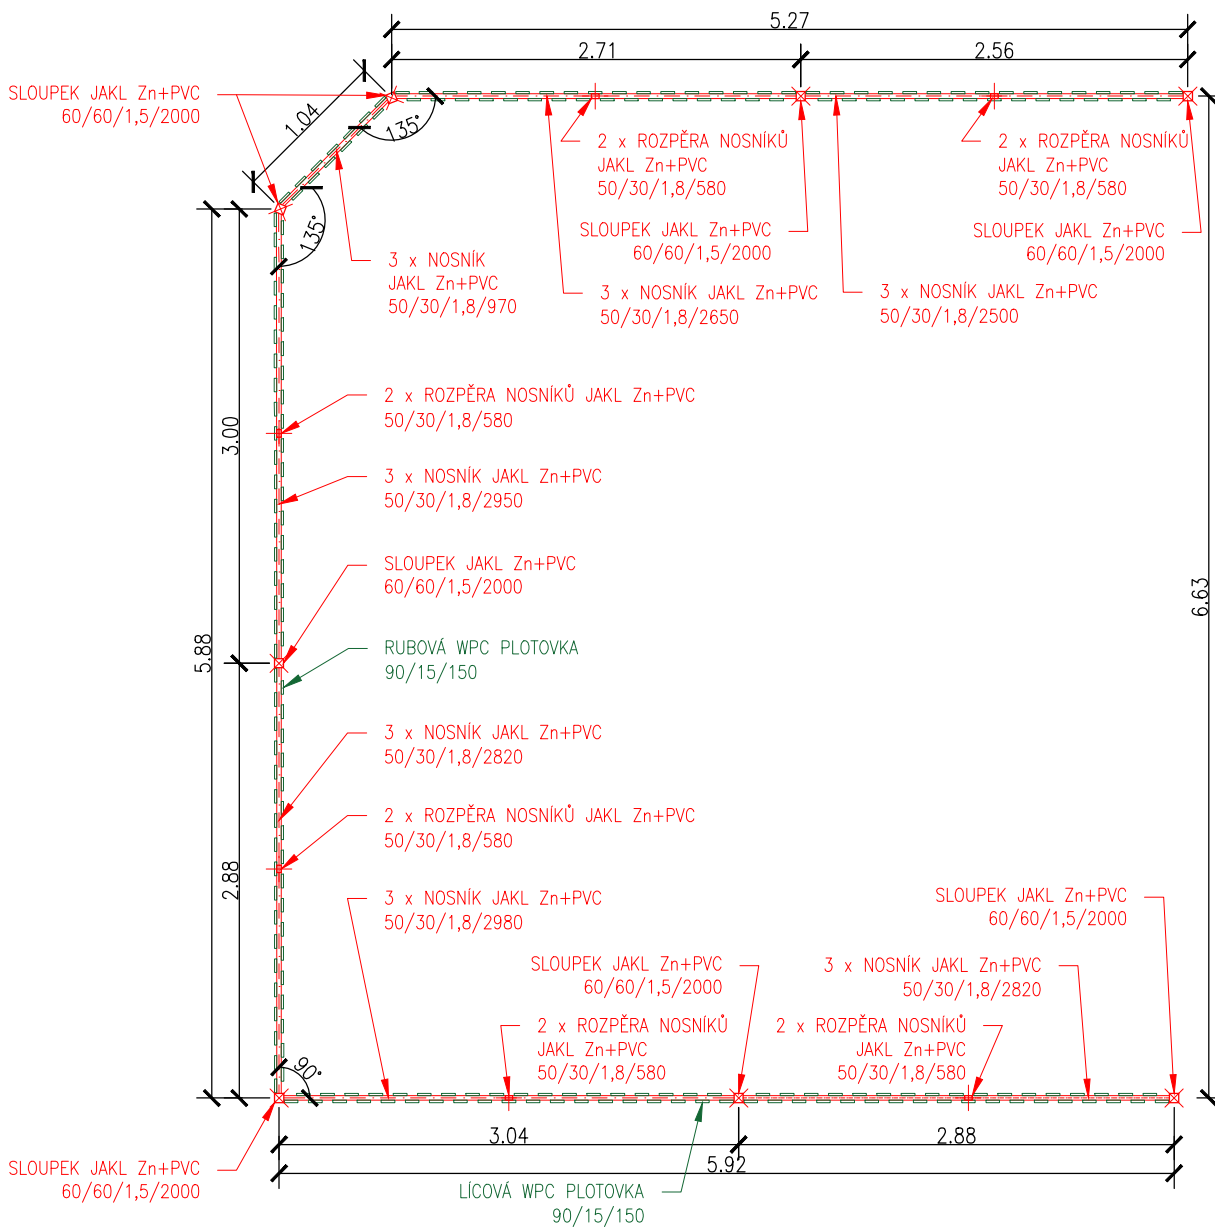 5.27
2.71
2.56
SLOUPEK JAKL Zn+PVC
60/60/1,5/2000
1.04
135°
2 x ROZPĚRA NOSNÍKŮ
JAKL Zn+PVC
50/30/1,8/580
2 x ROZPĚRA NOSNÍKŮ
JAKL Zn+PVC
50/30/1,8/580
135°
SLOUPEK JAKL Zn+PVC
60/60/1,5/2000
SLOUPEK JAKL Zn+PVC
60/60/1,5/2000
3 x NOSNÍK
JAKL Zn+PVC
50/30/1,8/970
3 x NOSNÍK JAKL Zn+PVC
50/30/1,8/2650
3 x NOSNÍK JAKL Zn+PVC
50/30/1,8/2500
2 x ROZPĚRA NOSNÍKŮ JAKL Zn+PVC
50/30/1,8/580
3.00
3 x NOSNÍK JAKL Zn+PVC
50/30/1,8/2950
SLOUPEK JAKL Zn+PVC
60/60/1,5/2000
6.63
5.88
RUBOVÁ WPC PLOTOVKA
90/15/150
3 x NOSNÍK JAKL Zn+PVC
50/30/1,8/2820
2 x ROZPĚRA NOSNÍKŮ JAKL Zn+PVC
50/30/1,8/580
2.88
3 x NOSNÍK JAKL Zn+PVC
50/30/1,8/2980
SLOUPEK JAKL Zn+PVC
60/60/1,5/2000
SLOUPEK JAKL Zn+PVC
60/60/1,5/2000
3 x NOSNÍK JAKL Zn+PVC
50/30/1,8/2820
2 x ROZPĚRA NOSNÍKŮ
JAKL Zn+PVC
50/30/1,8/580
2 x ROZPĚRA NOSNÍKŮ
JAKL Zn+PVC
50/30/1,8/580
90°
3.04
2.88
5.92
SLOUPEK JAKL Zn+PVC
60/60/1,5/2000
LÍCOVÁ WPC PLOTOVKA
90/15/150